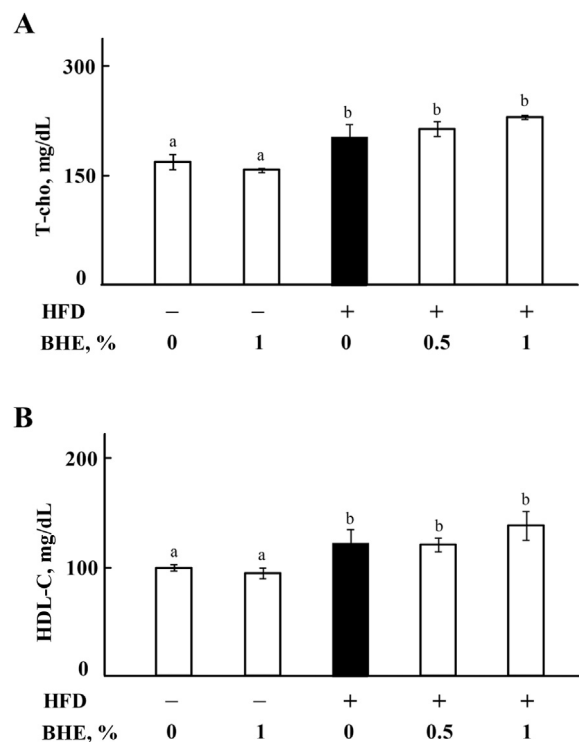 A
T-cho, mg/dL
300
150
0
a
a
b
b
b
HFD – – + + +
BHE, % 0 1 0 0.5 1
B
HDL-C, mg/dL
200
100
0
a
a
b
b
b
HFD – – + + +
BHE, % 0 1 0 0.5 1